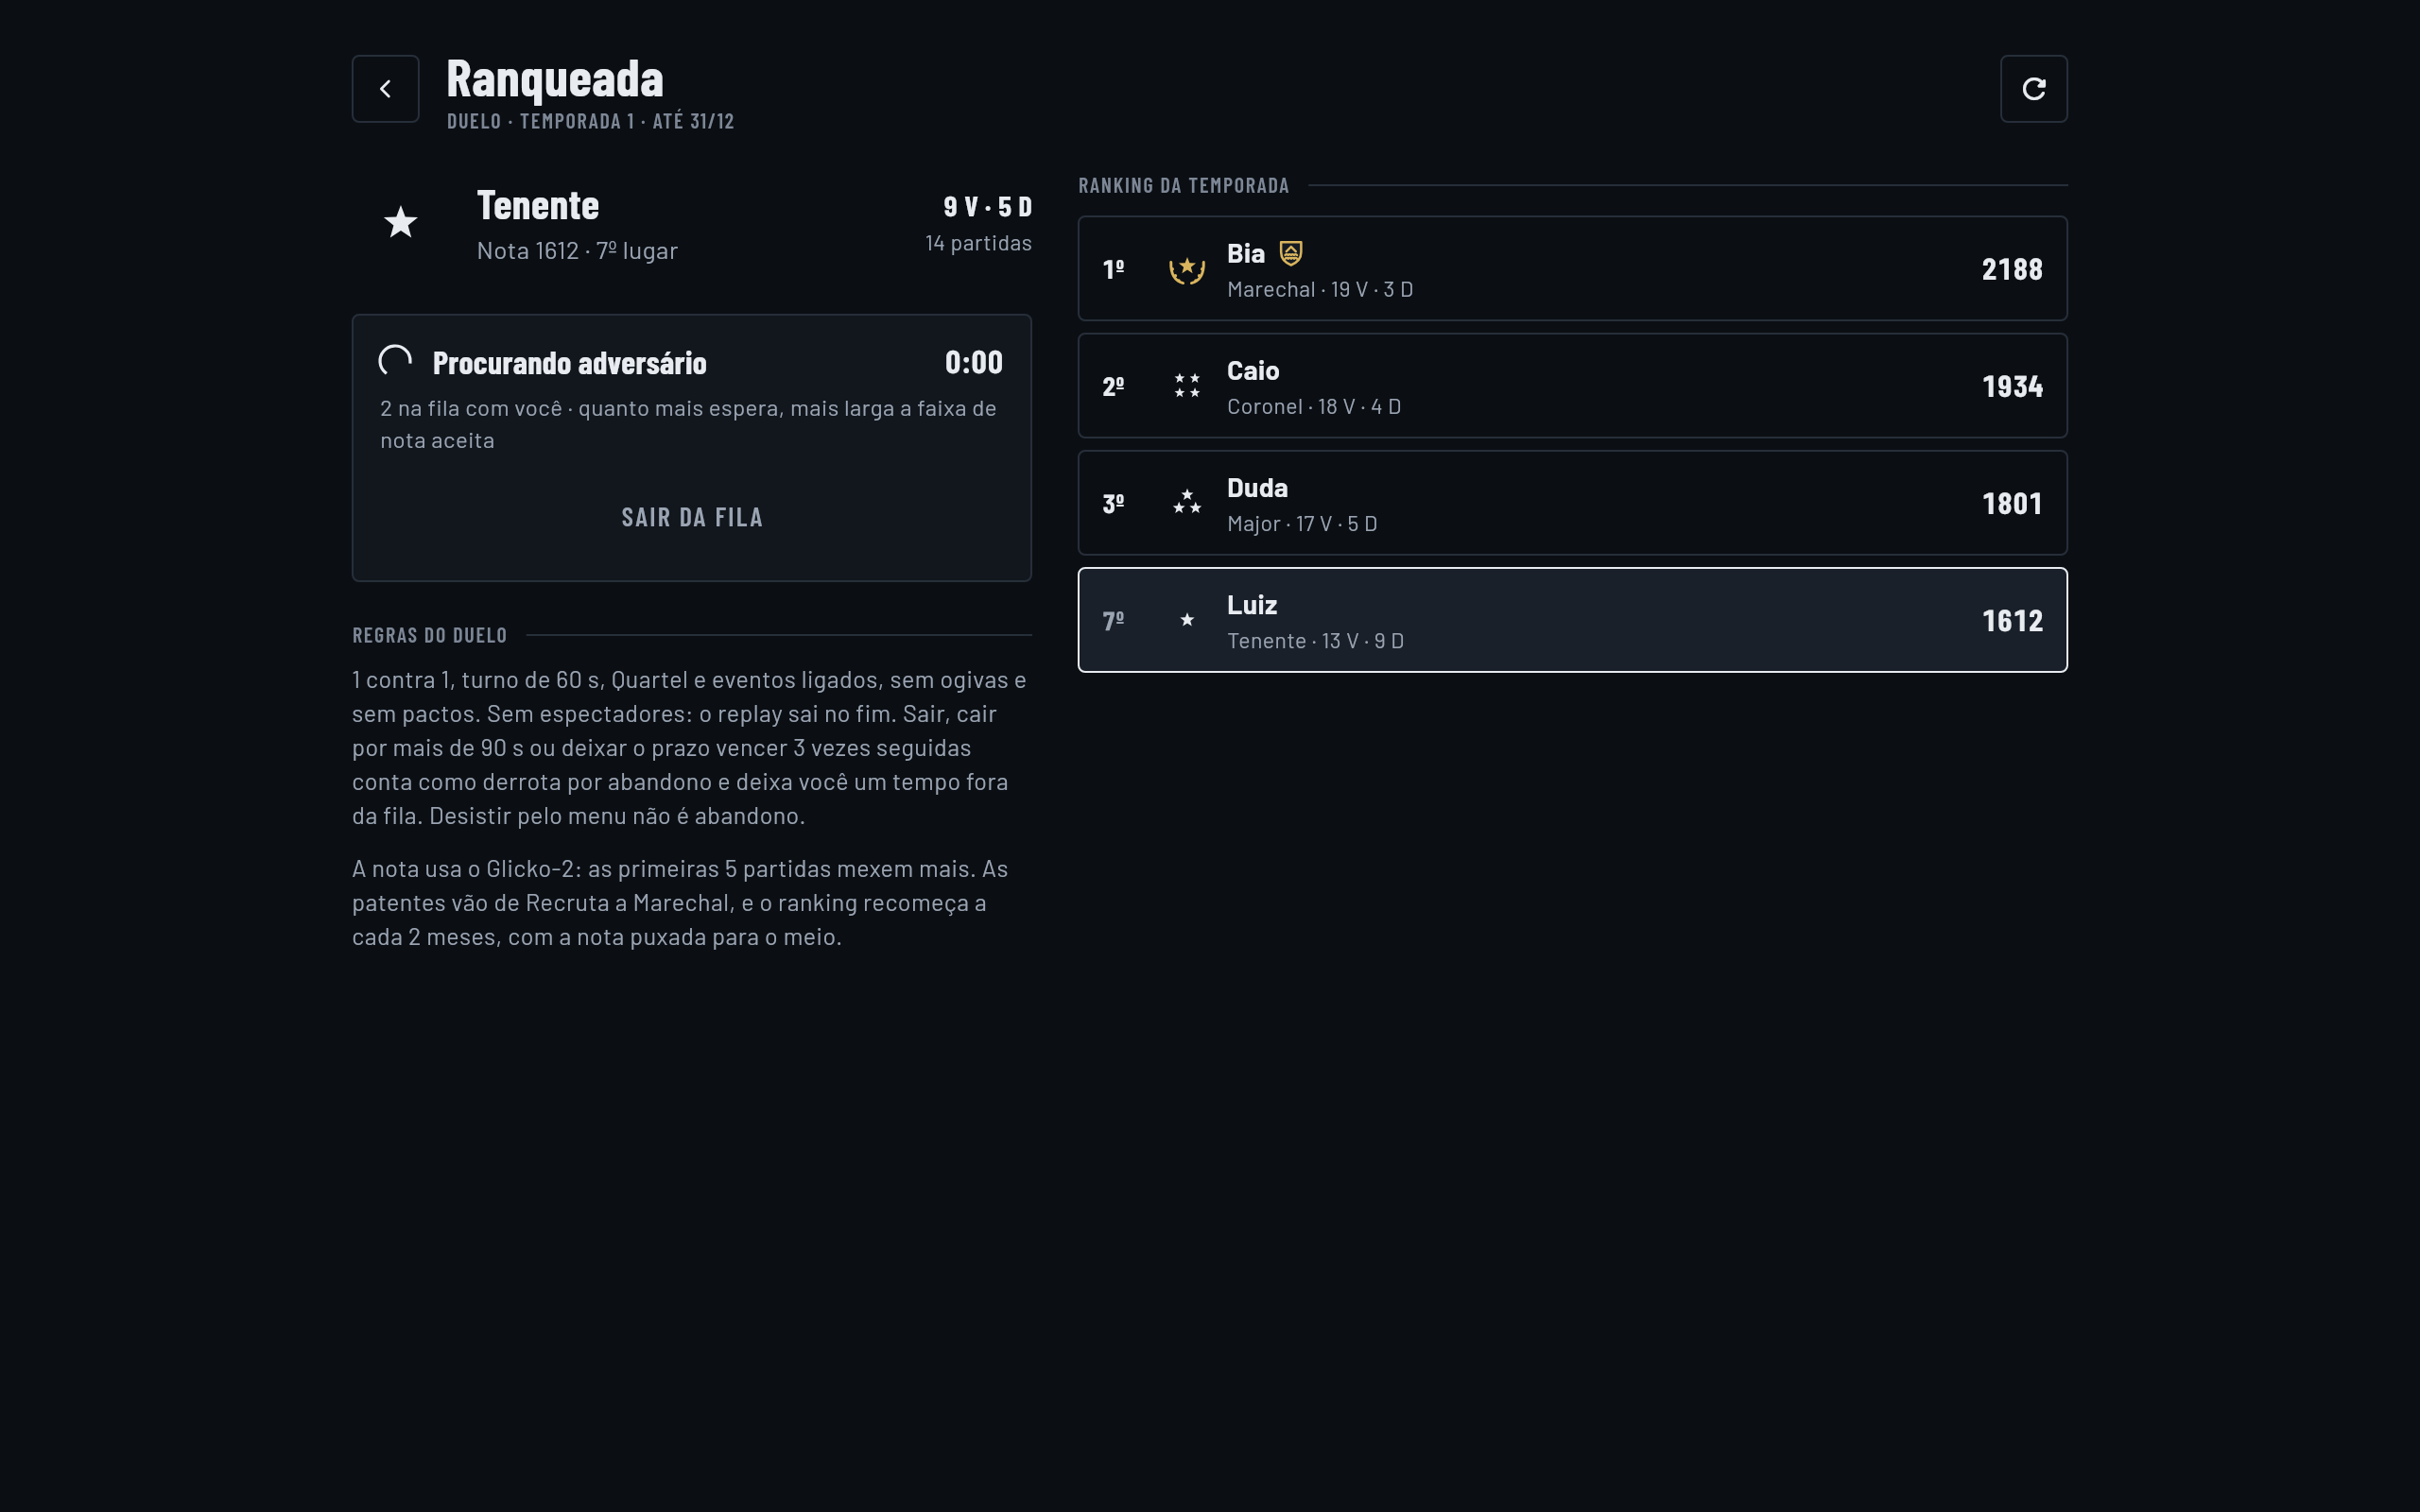 Ranqueada
DUELO · TEMPORADA 1 · ATÉ 31/12
Tenente
Nota 1612 · 7º lugar
9 V · 5 D
14 partidas
Procurando adversário
0:00
2 na fila com você · quanto mais espera, mais larga a faixa de
nota aceita
SAIR DA FILA
REGRAS DO DUELO
1 contra 1, turno de 60 s, Quartel e eventos ligados, sem ogivas e
sem pactos. Sem espectadores: o replay sai no fim. Sair, cair
por mais de 90 s ou deixar o prazo vencer 3 vezes seguidas
conta como derrota por abandono e deixa você um tempo fora
da fila. Desistir pelo menu não é abandono.
A nota usa o Glicko-2: as primeiras 5 partidas mexem mais. As
patentes vão de Recruta a Marechal, e o ranking recomeça a
cada 2 meses, com a nota puxada para o meio.
RANKING DA TEMPORADA
1º
Bia
Marechal · 19 V · 3 D
2188
2º
Caio
Coronel · 18 V · 4 D
1934
3º
Duda
Major · 17 V · 5 D
1801
7º
Luiz
Tenente · 13 V · 9 D
1612